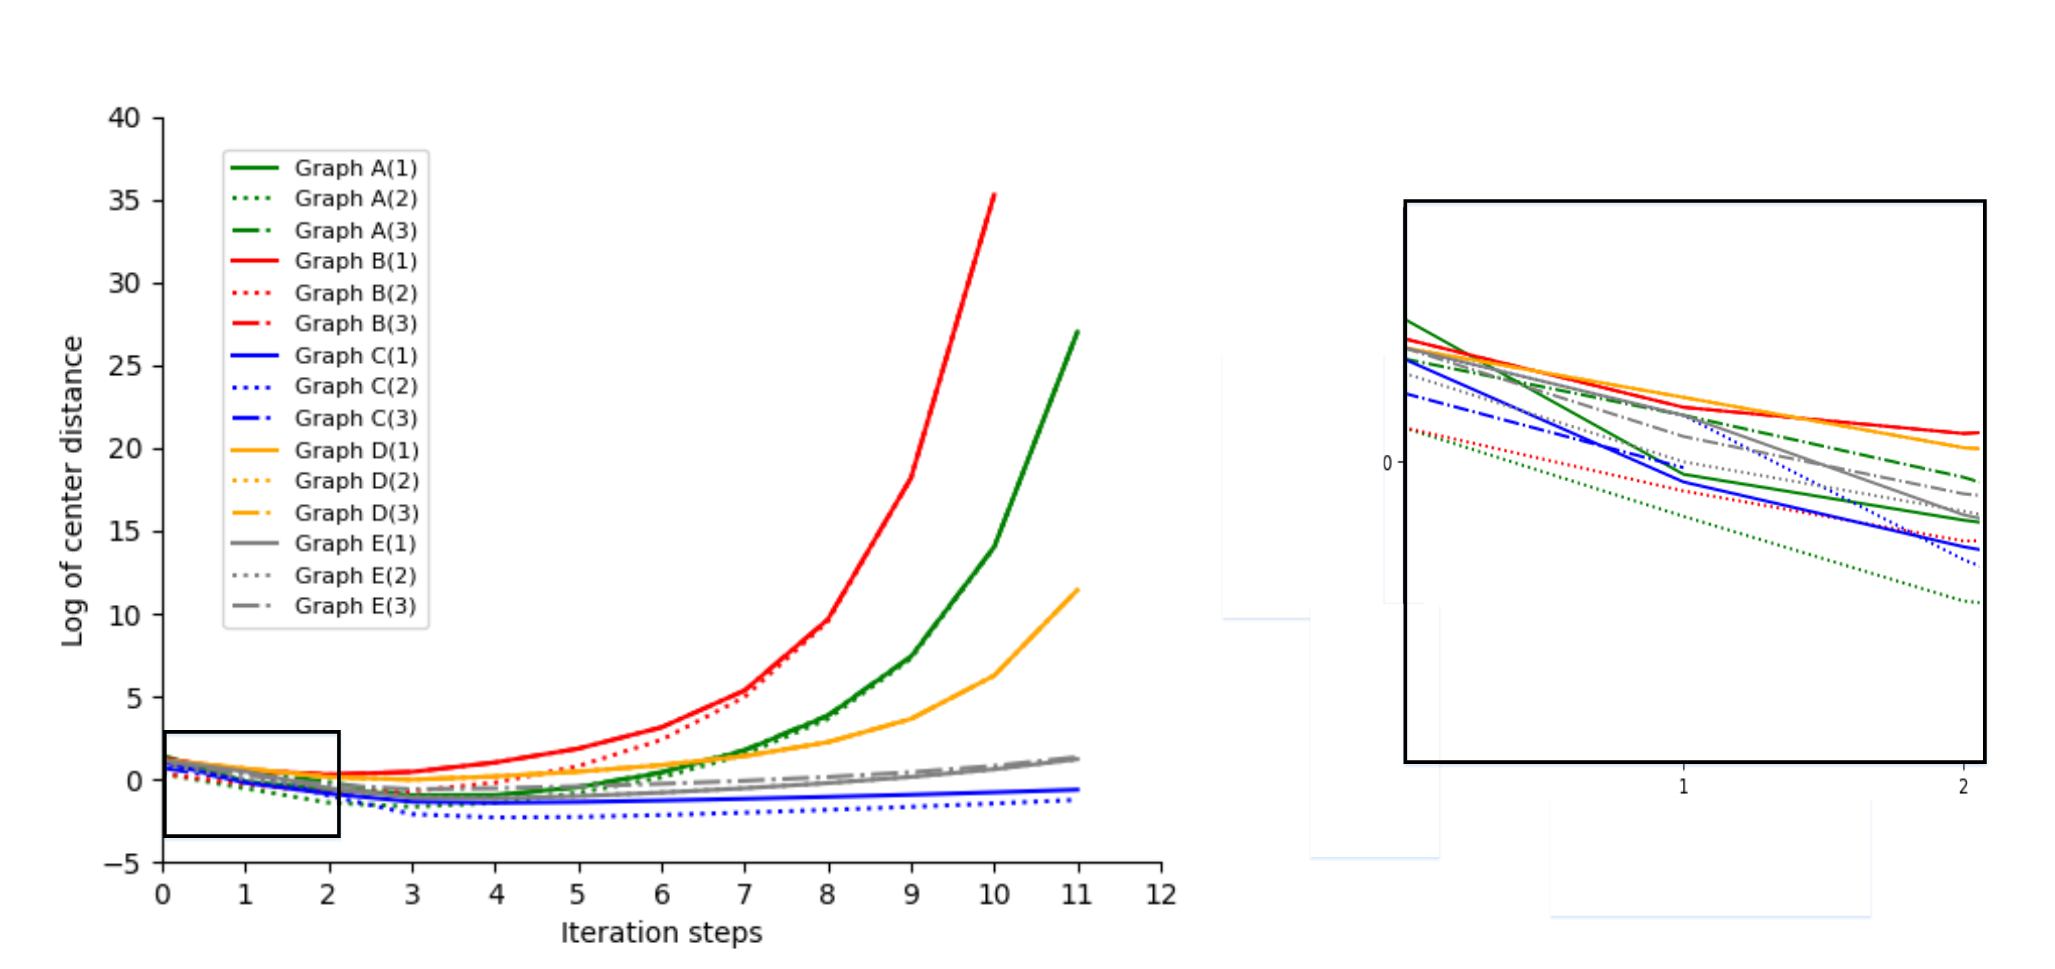 40
35
30
25
20
15
10
5
0
−5
Log of center distance
Graph A(1)
Graph A(2)
Graph A(3)
Graph B(1)
Graph B(2)
Graph B(3)
Graph C(1)
Graph C(2)
Graph C(3)
Graph D(1)
Graph D(2)
Graph D(3)
Graph E(1)
Graph E(2)
Graph E(3)
0 1 2 3 4 5 6 7 8 9 10 11 12
Iteration steps
0
1 2